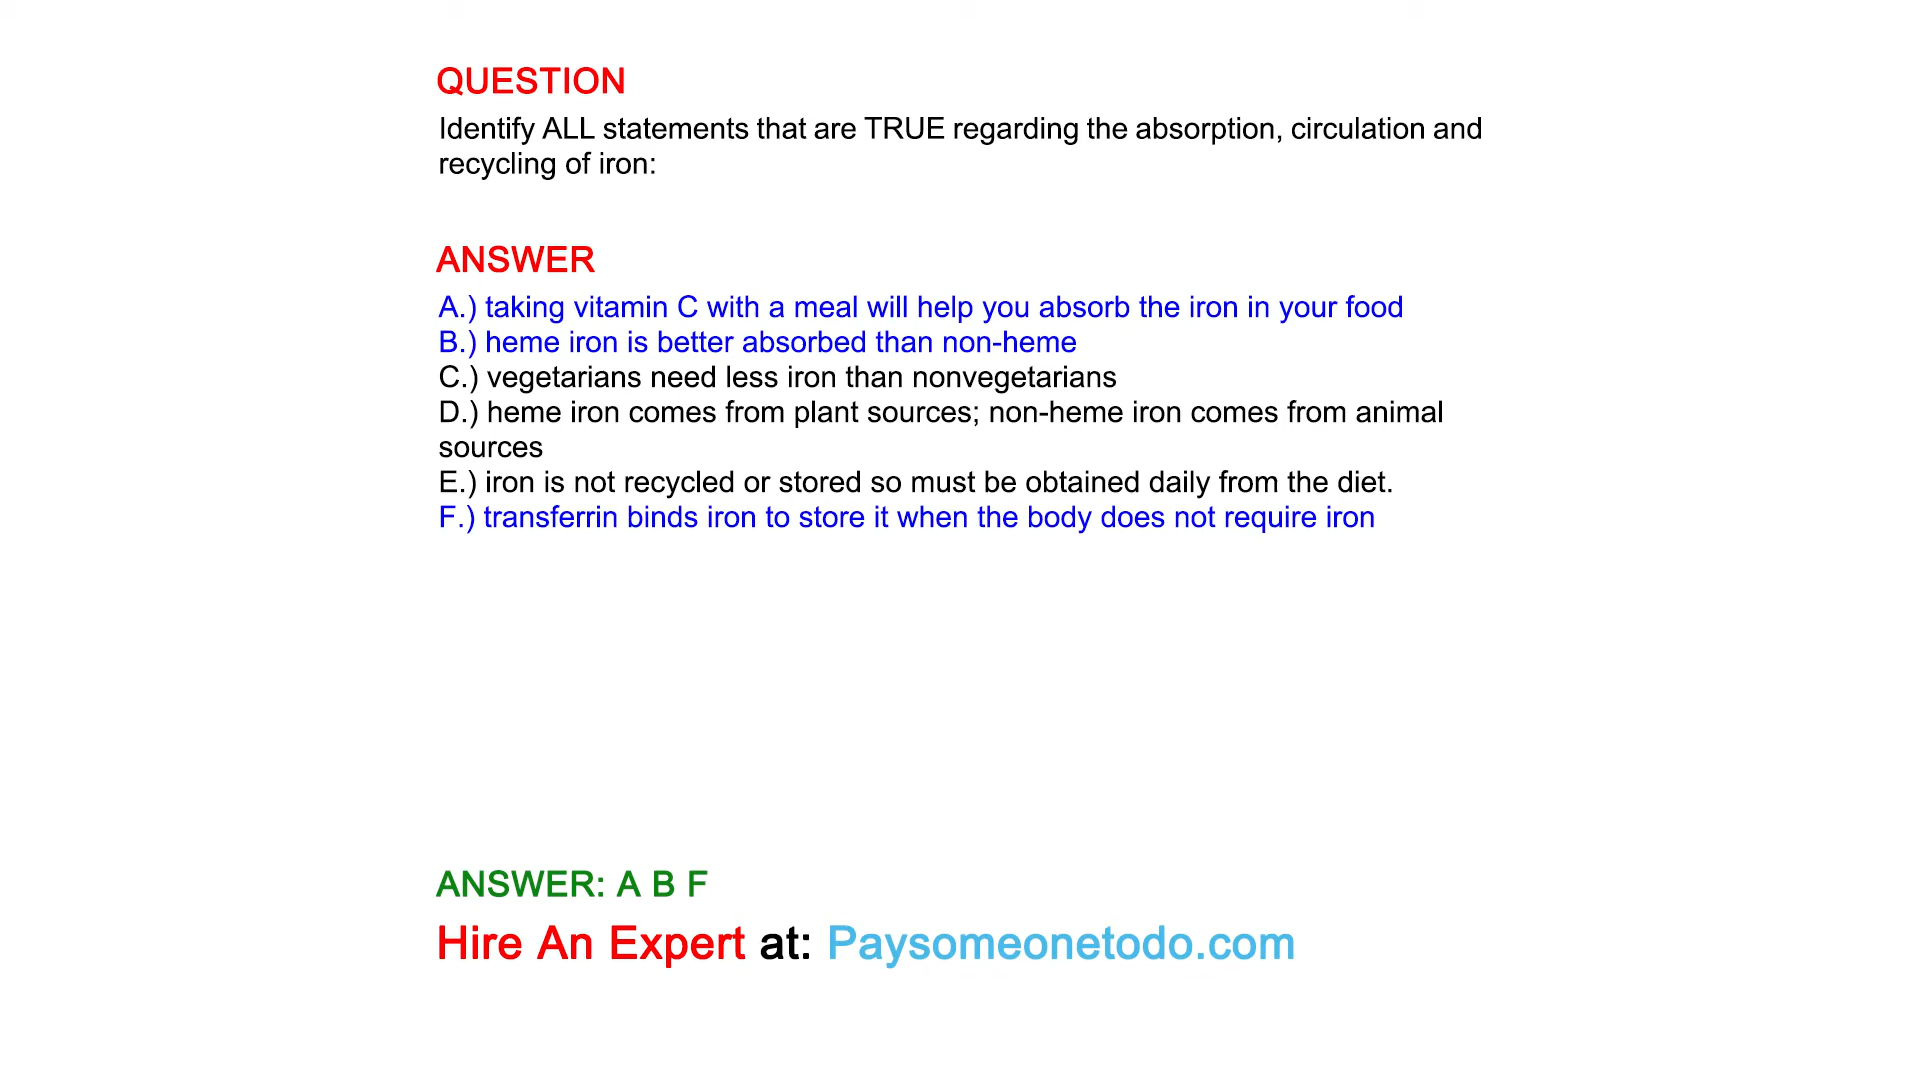 QUESTION
Identify ALL statements that are TRUE regarding the absorption, circulation and
recycling of iron:
ANSWER
A.) taking vitamin C with a meal will help you absorb the iron in your food
B.) heme iron is better absorbed than non-heme
C.) vegetarians need less iron than nonvegetarians
D.) heme iron comes from plant sources; non-heme iron comes from animal
sources
E.) iron is not recycled or stored so must be obtained daily from the diet.
F.) transferrin binds iron to store it when the body does not require iron
ANSWER: A B F
Hire An Expert at: Paysomeonetodo.com